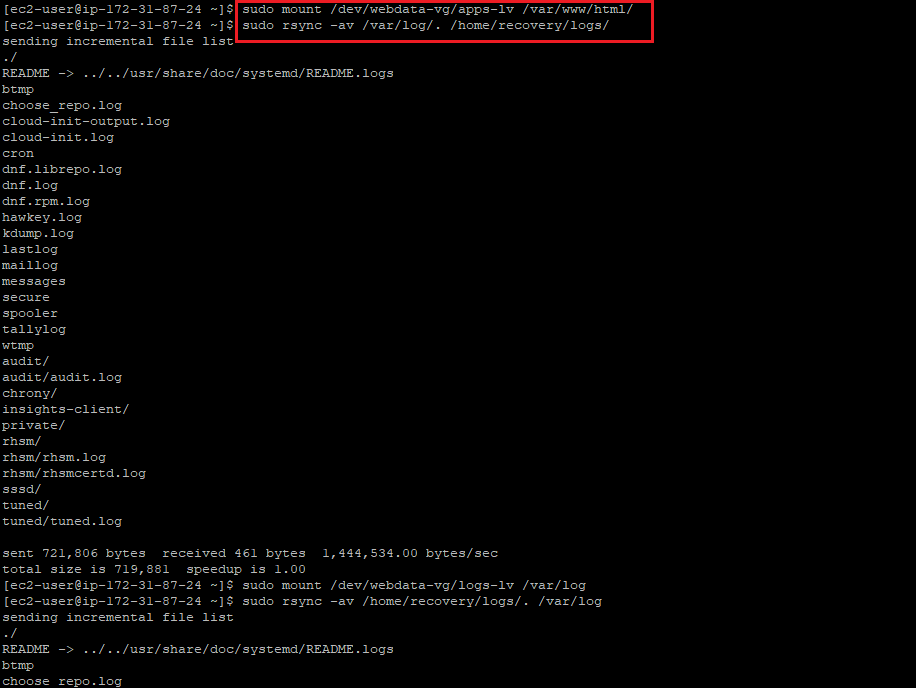 [ec2-user@ip-172-31-87-24 ~]$ sudo mount /dev/webdata-vg/apps-lv /var/www/html/
[ec2-user@ip-172-31-87-24 ~]$ sudo rsync -av /var/log/. /home/recovery/logs/
sending incremental file list
./
README -> ../../usr/share/doc/systemd/README.logs
btmp
choose_repo.log
cloud-init-output.log
cloud-init.log
cron
dnf.librepo.log
dnf.log
dnf.rpm.log
hawkey.log
kdump.log
lastlog
maillog
messages
secure
spooler
tallylog
wtmp
audit/
audit/audit.log
chrony/
insights-client/
private/
rhsm/
rhsm/rhsm.log
rhsm/rhsmcertd.log
sssd/
tuned/
tuned/tuned.log

sent 721,806 bytes  received 461 bytes  1,444,534.00 bytes/sec
total size is 719,881  speedup is 1.00
[ec2-user@ip-172-31-87-24 ~]$ sudo mount /dev/webdata-vg/logs-lv /var/log
[ec2-user@ip-172-31-87-24 ~]$ sudo rsync -av /home/recovery/logs/. /var/log
sending incremental file list
./
README -> ../../usr/share/doc/systemd/README.logs
btmp
choose_repo.log